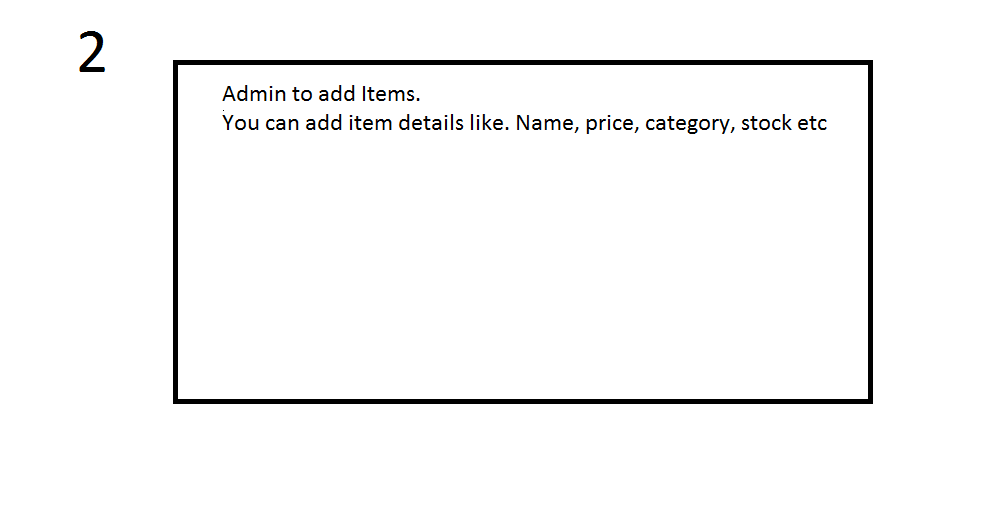 2
Admin to add Items.
You can add item details like. Name, price, category, stock etc